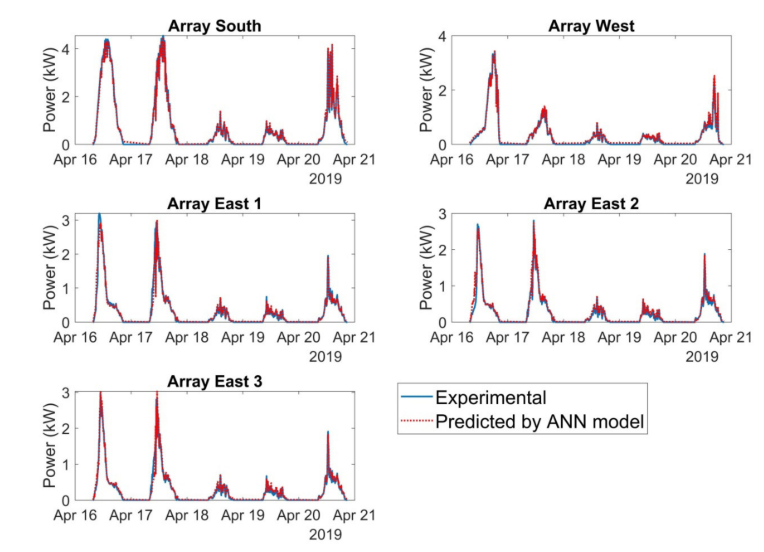 Array South
Power (kW)
4
2
0
Apr 16 Apr 17 Apr 18 Apr 19 Apr 20 Apr 21
2019
Array West
Power (kW)
4
2
0
Apr 16 Apr 17 Apr 18 Apr 19 Apr 20 Apr 21
2019
Array East 1
Power (kW)
3
2
1
0
Apr 16 Apr 17 Apr 18 Apr 19 Apr 20 Apr 21
2019
Array East 2
Power (kW)
3
2
1
0
Apr 16 Apr 17 Apr 18 Apr 19 Apr 20 Apr 21
2019
Array East 3
Power (kW)
3
2
1
0
Apr 16 Apr 17 Apr 18 Apr 19 Apr 20 Apr 21
2019
Experimental
Predicted by ANN model